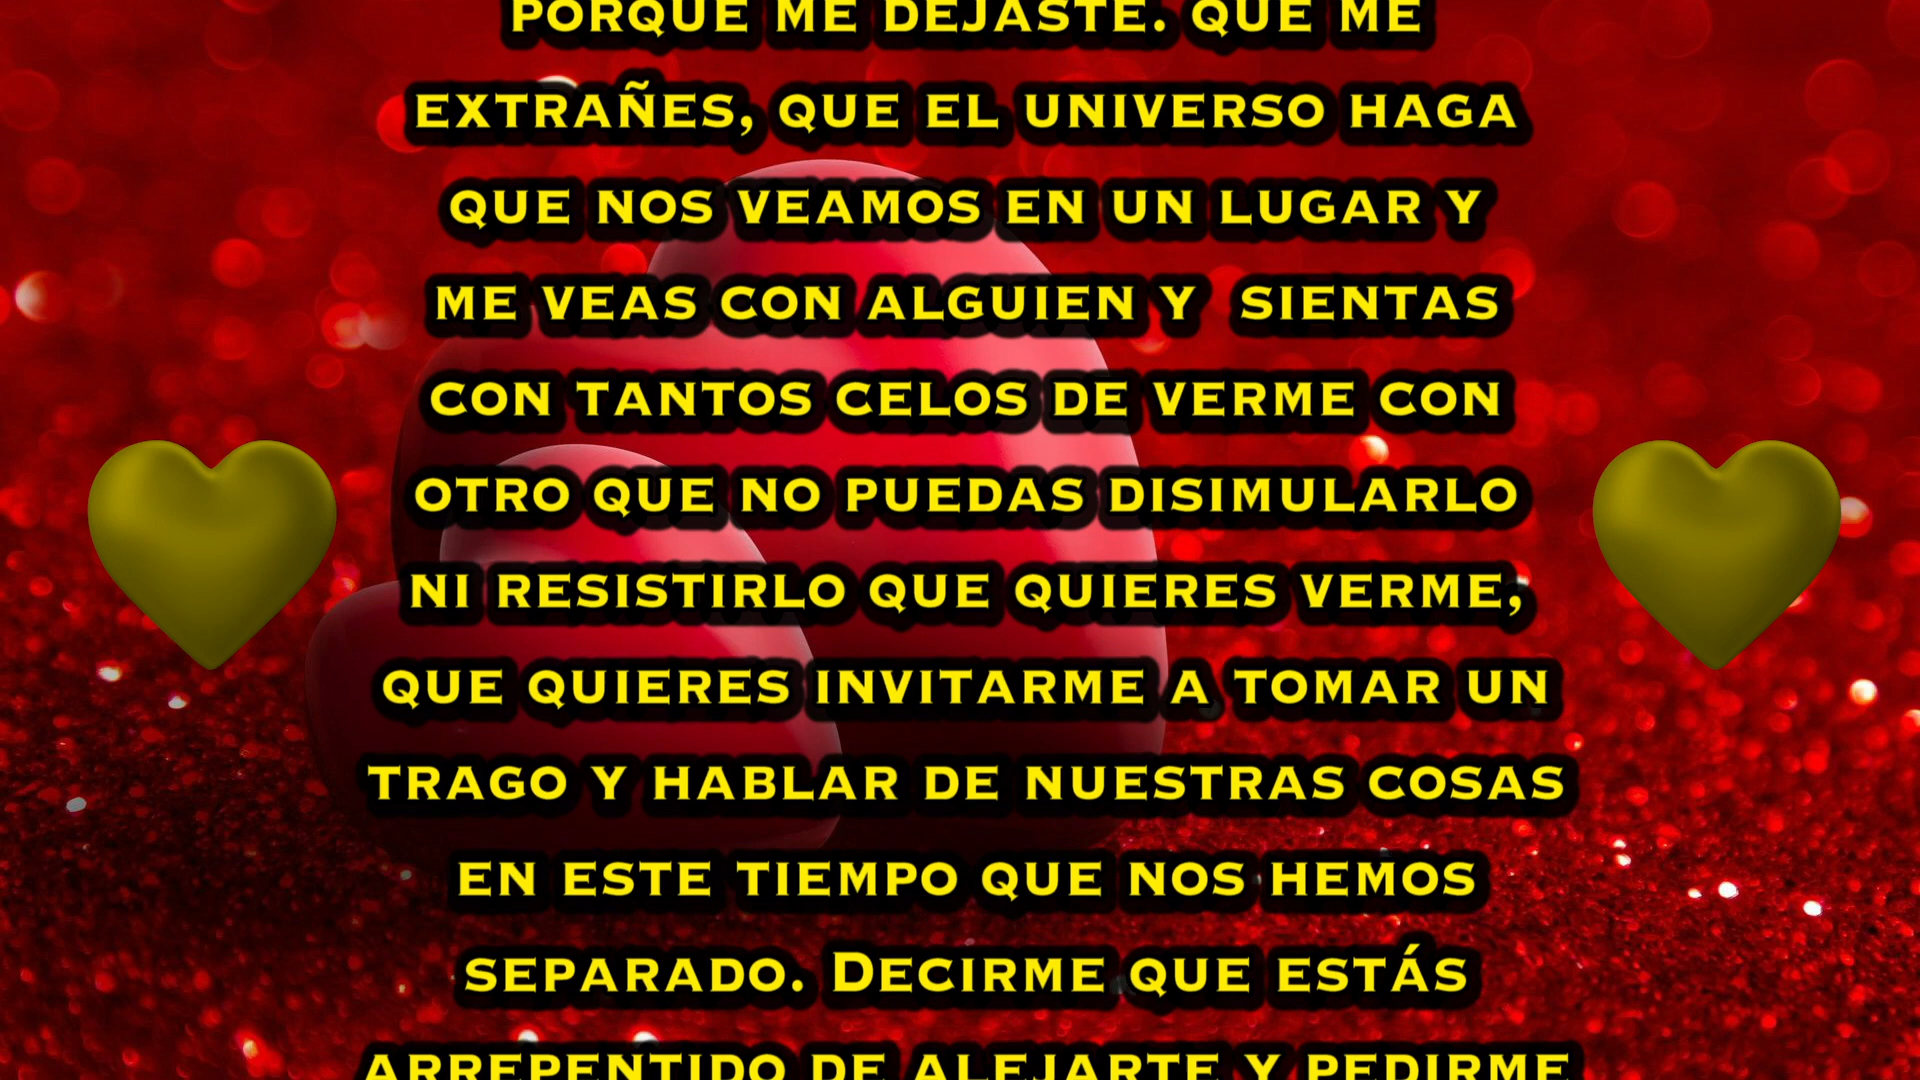 PORQUE ME DEJASTE. QUE ME
EXTRAÑES, QUE EL UNIVERSO HAGA
QUE NOS VEAMOS EN UN LUGAR Y
ME VEAS CON ALGUIEN Y SIENTAS
CON TANTOS CELOS DE VERME CON
OTRO QUE NO PUEDAS DISIMULARLO
NI RESISTIRLO QUE QUIERES VERME,
QUE QUIERES INVITARME A TOMAR UN
TRAGO Y HABLAR DE NUESTRAS COSAS
EN ESTE TIEMPO QUE NOS HEMOS
SEPARADO. DECIRME QUE ESTÁS
ARREPENTIDO DE ALEJARTE Y PEDIRME